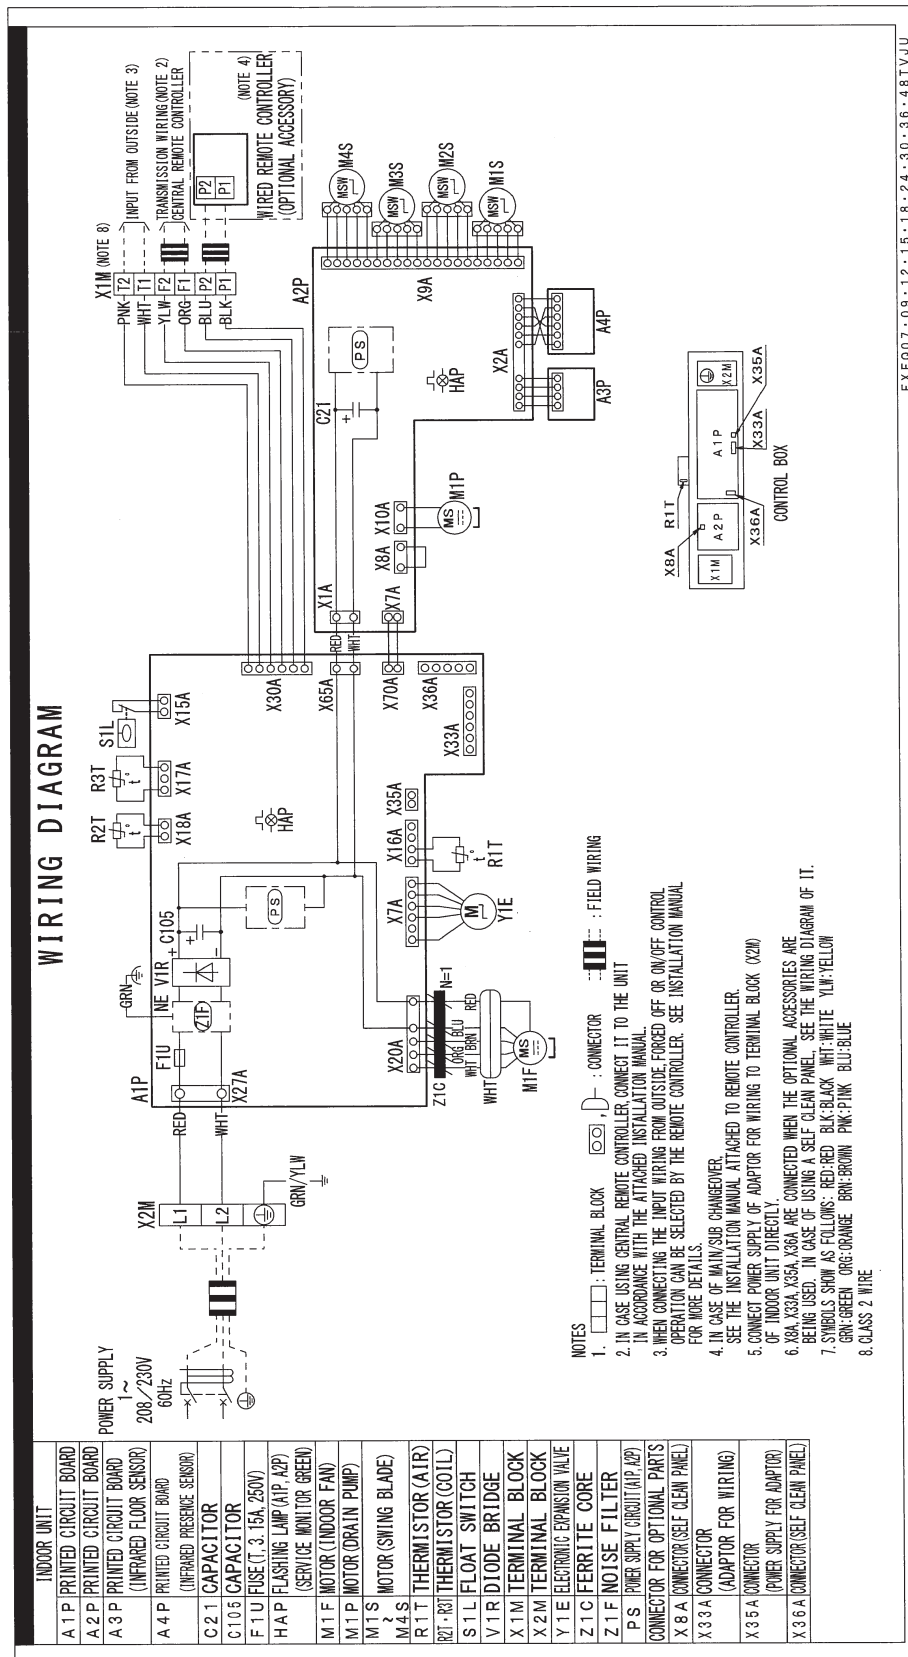 WIRING DIAGRAM
INDOOR UNIT
A1P PRINTED CIRCUIT BOARD
A2P PRINTED CIRCUIT BOARD
A3P PRINTED CIRCUIT BOARD
(INFRARED FLOOR SENSOR)
A4P PRINTED CIRCUIT BOARD
(INFRARED PRESENCE SENSOR)
C21 CAPACITOR
C105 CAPACITOR
F1U FUSE(T, 3. 15A, 250V)
HAP FLASHING LAMP(A1P, A2P)
(SERVICE MONITOR GREEN)
M1F MOTOR(INDOOR FAN)
M1P MOTOR(DRAIN PUMP)
M1S
~
M4S
MOTOR(SWING BLADE)
R1T THERMISTOR(AIR)
R2T・R3T THERMISTOR(COIL)
S1L FLOAT SWITCH
V1R DIODE BRIDGE
X1M TERMINAL BLOCK
X2M TERMINAL BLOCK
Y1E ELECTRONIC EXPANSION VALVE
Z1C FERRITE CORE
Z1F NOISE FILTER
PS POWER SUPPLY CIRCUIT(A1P, A2P)
CONNECTOR FOR OPTIONAL PARTS
X8A CONNECTOR(SELF CLEAN PANEL)
X33A CONNECTOR
(ADAPTOR FOR WIRING)
X35A CONNECTOR
(POWER SUPPLY FOR ADAPTOR)
X36A CONNECTOR(SELF CLEAN PANEL)
POWER SUPPLY
1~
208/230V
60Hz
X2M
L1
L2
GRN/YLW
RED
WHT
A1P
X27A
F1U
GRN
NE
Z1F
V1R
+
-
C105
+
PS
R2T
t°
X18A
R3T
t°
X17A
S1L
X15A
HAP
X30A
X65A
X70A
X36A
X33A
X35A
X16A
R1T
t°
X7A
M
Y1E
X20A
Z1C
N=1
WHT
ORG
BRN
BLU
RED
WHT
MS
M1F
RED
WHT
X1A
X7A
X8A
X10A
MS
M1P
A2P
C21
+
PS
HAP
X9A
X2A
A3P
A4P
MSW
M4S
MSW
M3S
MSW
M2S
MSW
M1S
X1M (NOTE 8)
PNK T2
WHT T1
YLW F2
ORG F1
BLU P2
BLK P1
INPUT FROM OUTSIDE(NOTE 3)
TRANSMISSION WIRING(NOTE 2)
CENTRAL REMOTE CONTROLLER
P2
P1
(NOTE 4)
WIRED REMOTE CONTROLLER
(OPTIONAL ACCESSORY)
R1T
X8A
X1M
A2P
A1P
X2M
X36A
X33A
X35A
CONTROL BOX
NOTES
1. : TERMINAL BLOCK , : CONNECTOR : FIELD WIRING
2. IN CASE USING CENTRAL REMOTE CONTROLLER, CONNECT IT TO THE UNIT
IN ACCORDANCE WITH THE ATTACHED INSTALLATION MANUAL.
3. WHEN CONNECTING THE INPUT WIRING FROM OUTSIDE, FORCED OFF OR ON/OFF CONTROL
OPERATION CAN BE SELECTED BY THE REMOTE CONTROLLER. SEE INSTALLATION MANUAL
FOR MORE DETAILS.
4. IN CASE OF MAIN/SUB CHANGEOVER,
SEE THE INSTALLATION MANUAL ATTACHED TO REMOTE CONTROLLER.
5. CONNECT POWER SUPPLY OF ADAPTOR FOR WIRING TO TERMINAL BLOCK (X2M)
OF INDOOR UNIT DIRECTLY.
6. X8A, X33A, X35A, X36A ARE CONNECTED WHEN THE OPTIONAL ACCESSORIES ARE
BEING USED. IN CASE OF USING A SELF CLEAN PANEL, SEE THE WIRING DIAGRAM OF IT.
7. SYMBOLS SHOW AS FOLLOWS: RED:RED BLK:BLACK WHT:WHITE YLW:YELLOW
GRN:GREEN ORG:ORANGE BRN:BROWN PNK:PINK BLU:BLUE
8. CLASS 2 WIRE